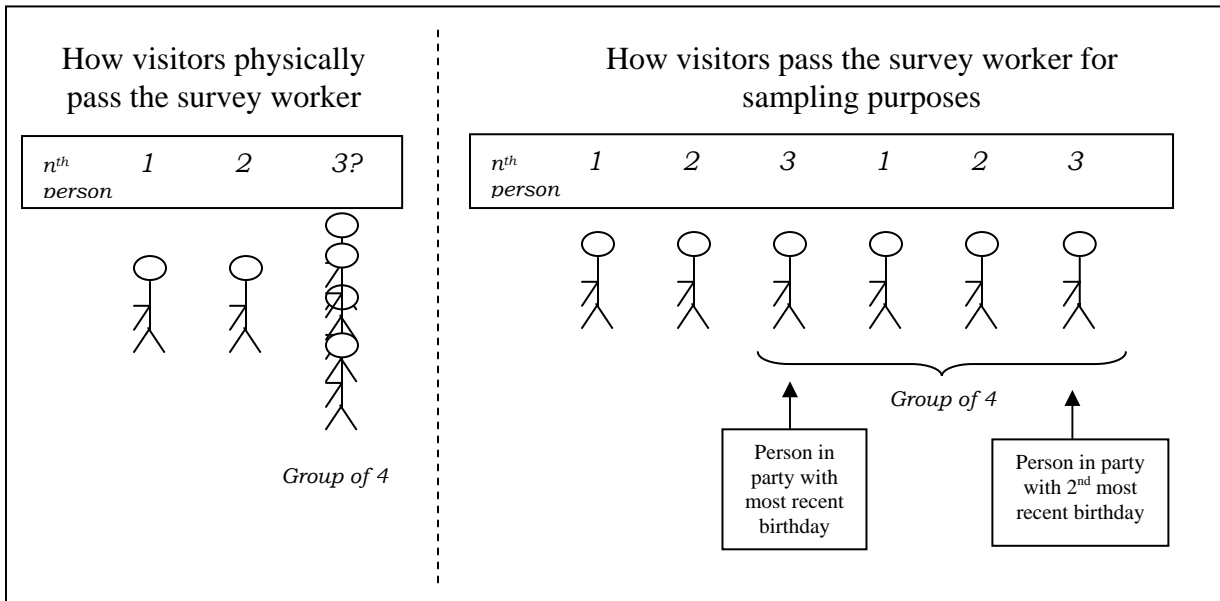 How visitors physically
pass the survey worker
nth
person
1 2 3?
Group of 4
How visitors pass the survey worker for
sampling purposes
nth
person
1 2 3 1 2 3
Group of 4
Person in
party with
most recent
birthday
Person in party
with 2nd most
recent birthday